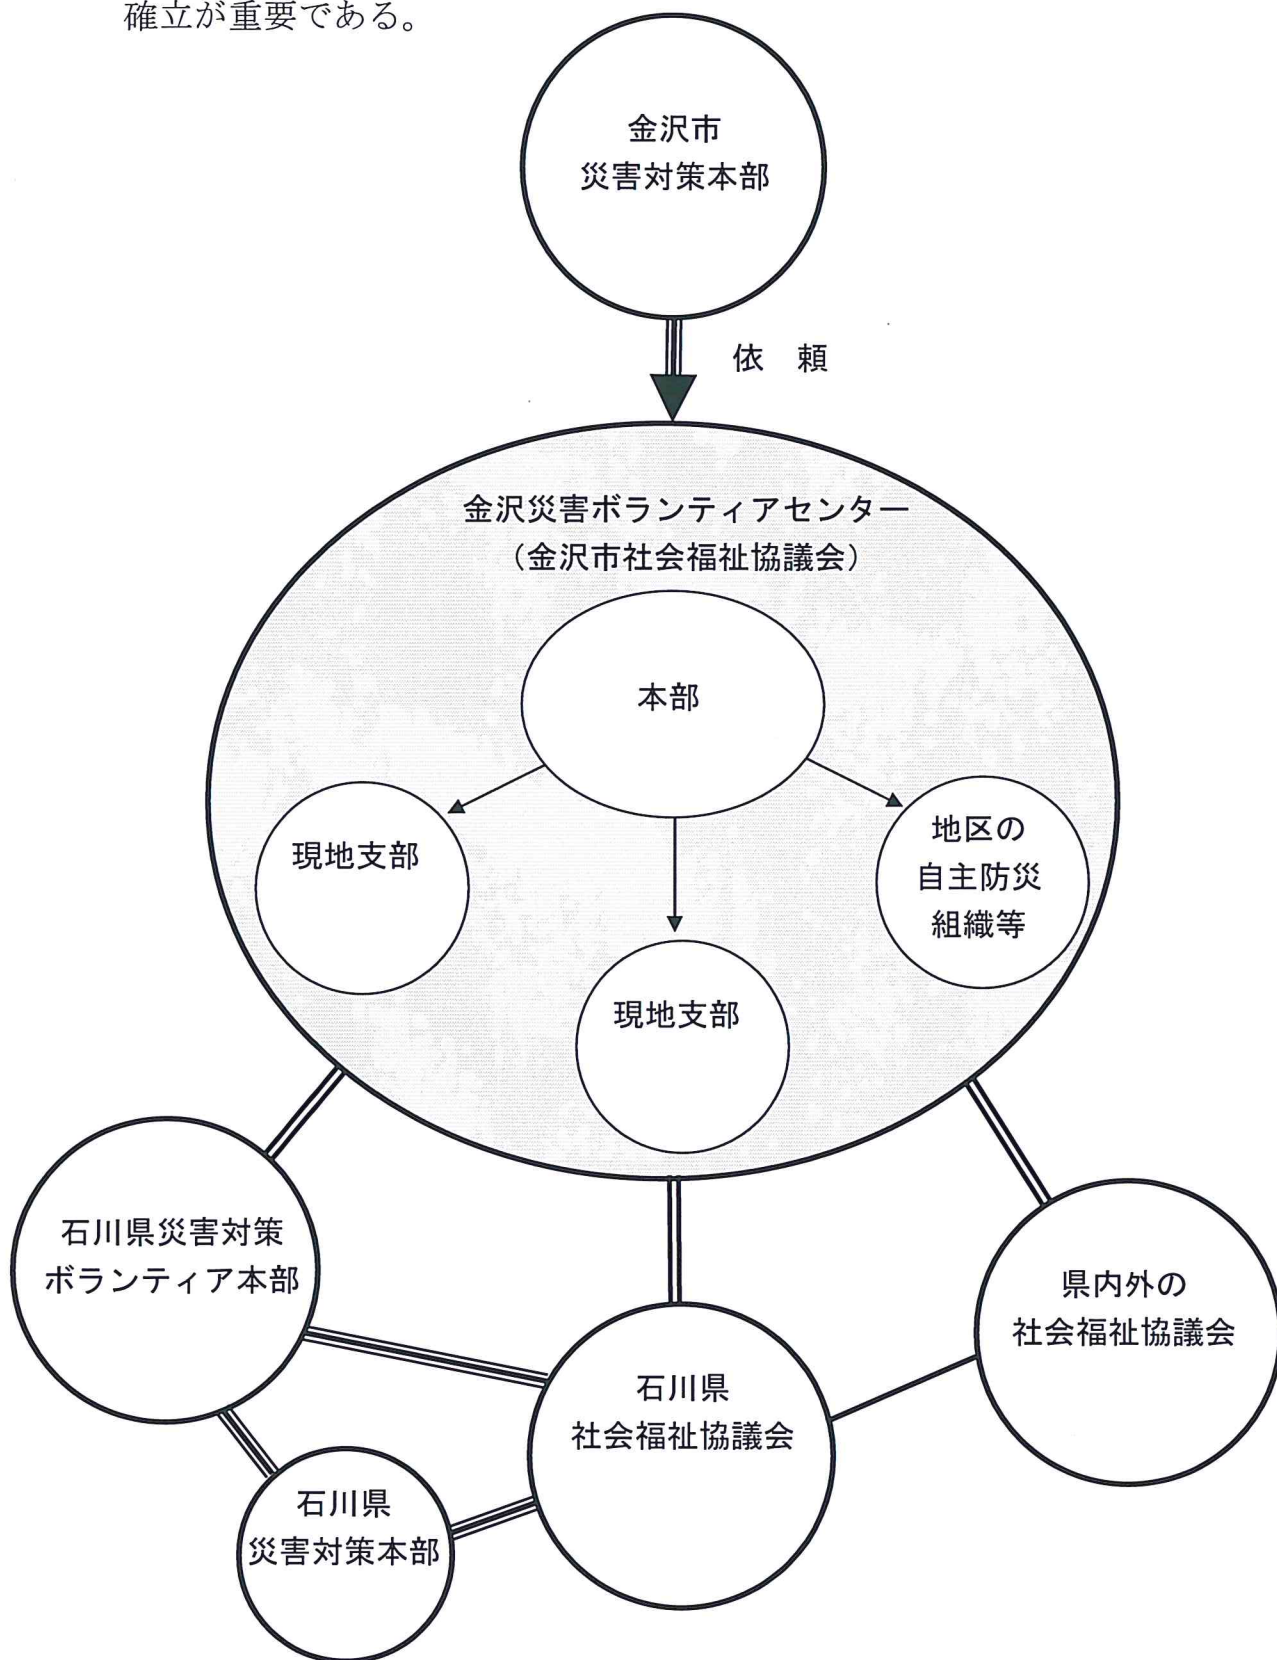 確立が重要である。
金沢市
災害対策本部
依　頼
金沢災害ボランティアセンター
（金沢市社会福祉協議会）
本部
現地支部
地区の
自主防災
組織等
現地支部
石川県災害対策
ボランティア本部
県内外の
社会福祉協議会
石川県
社会福祉協議会
石川県
災害対策本部